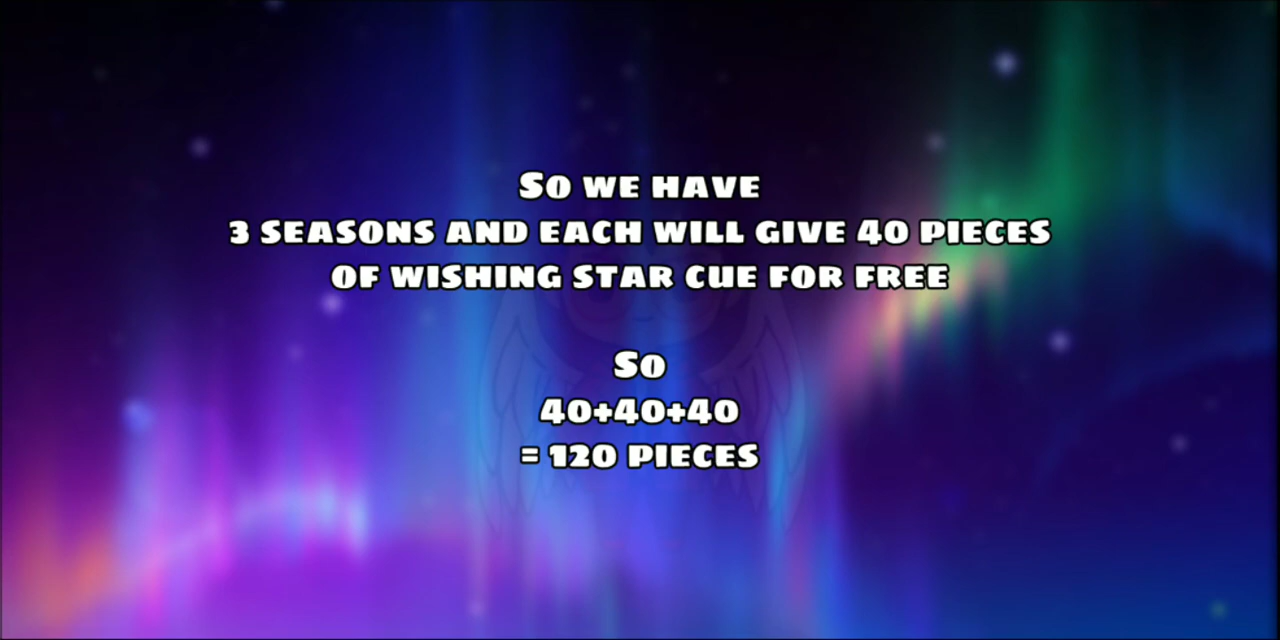 So we have
3 seasons and each will give 40 pieces
of wishing star cue for free
So
40+40+40
= 120 pieces